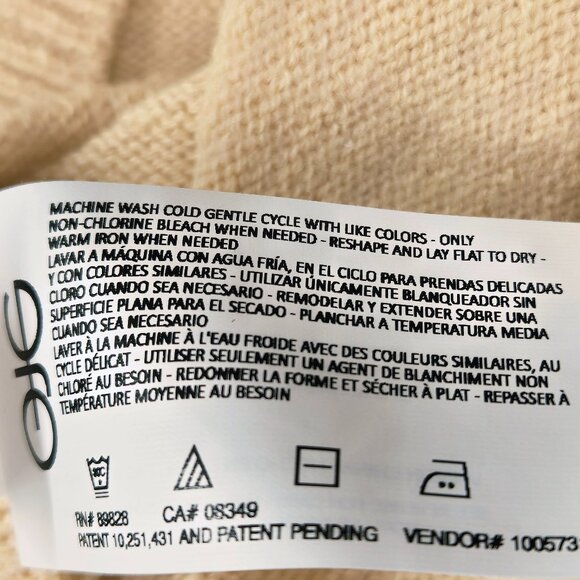 MACHINE WASH COLD GENTLE CYCLE WITH LIKE COLORS - ONLY
NON-CHLORINE BLEACH WHEN NEEDED - RESHAPE AND LAY FLAT TO DRY -
WARM IRON WHEN NEEDED
LAVAR A MÁQUINA CON AGUA FRÍA, EN EL CICLO PARA PRENDAS DELICADAS
Y CON COLORES SIMILARES - UTILIZAR ÚNICAMENTE BLANQUEADOR SIN
CLORO CUANDO SEA NECESARIO - REMODELAR Y EXTENDER SOBRE UNA
SUPERFICIE PLANA PARA EL SECADO - PLANCHAR A TEMPERATURA MEDIA
CUANDO SEA NECESARIO
LAVER À LA MACHINE À L'EAU FROIDE AVEC DES COULEURS SIMILAIRES, AU
CYCLE DÉLICAT - UTILISER SEULEMENT UN AGENT DE BLANCHIMENT NON
CHLORÉ AU BESOIN - REDONNER LA FORME ET SÉCHER À PLAT - REPASSER À
TEMPÉRATURE MOYENNE AU BESOIN
30C
RN# 89828 CA# 08349
PATENT 10,251,431 AND PATENT PENDING VENDOR# 1005731